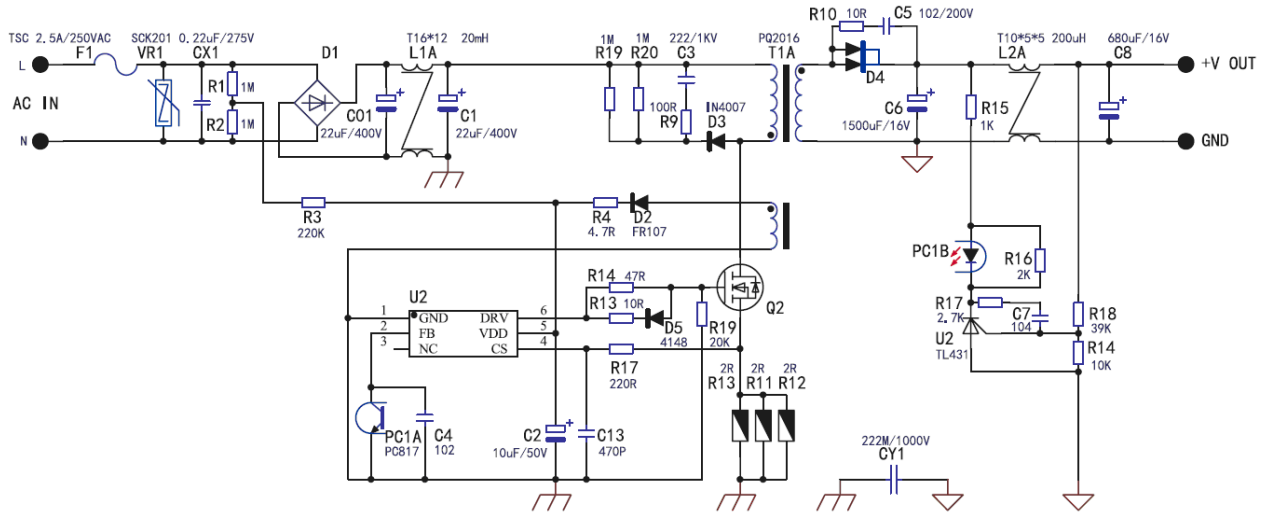 R10 10R C5 102/200V
TSC 2.5A/250VAC SCK201 0.22uF/275V D1 T16*12 20mH 1M 1M 222/1KV PQ2016 T10*5*5 200uH 680uF/16V
F1 VR1 CX1 L1A R19 R20 C3 T1A L2A C8
L D4 +V OUT
R1 1M
AC IN CO1 C1 100R IN4007 C6 R15
R2 1M R9 D3
22uF/400V 22uF/400V 1500uF/16V 1K
N GND
R3 R4 D2
220K 4.7R FR107
PC1B R16
2K
R14 47R
U2 R13 10R Q2 R17 C7 R18
1 GND DRV 6 2.7K 104 39K
2 FB VDD 5 D5 R19 U2
3 NC CS 4 4148 20K TL431 R14
R17 10K
220R 2R 2R 2R
R13 R11 R12
PC1A C4 C2 C13 222M/1000V
PC817 102 10uF/50V 470P CY1